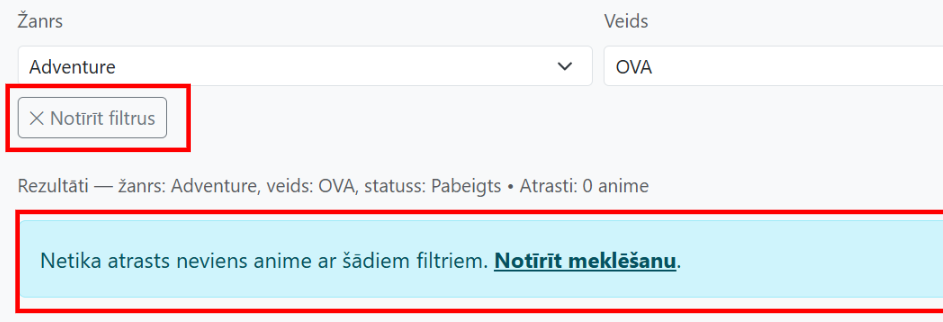 Žanrs Veids
Adventure OVA
Notīrīt filtrus
Rezultāti — žanrs: Adventure, veids: OVA, statuss: Pabeigts • Atrasti: 0 anime
Netika atrasts neviens anime ar šādiem filtriem. Notīrīt meklēšanu.